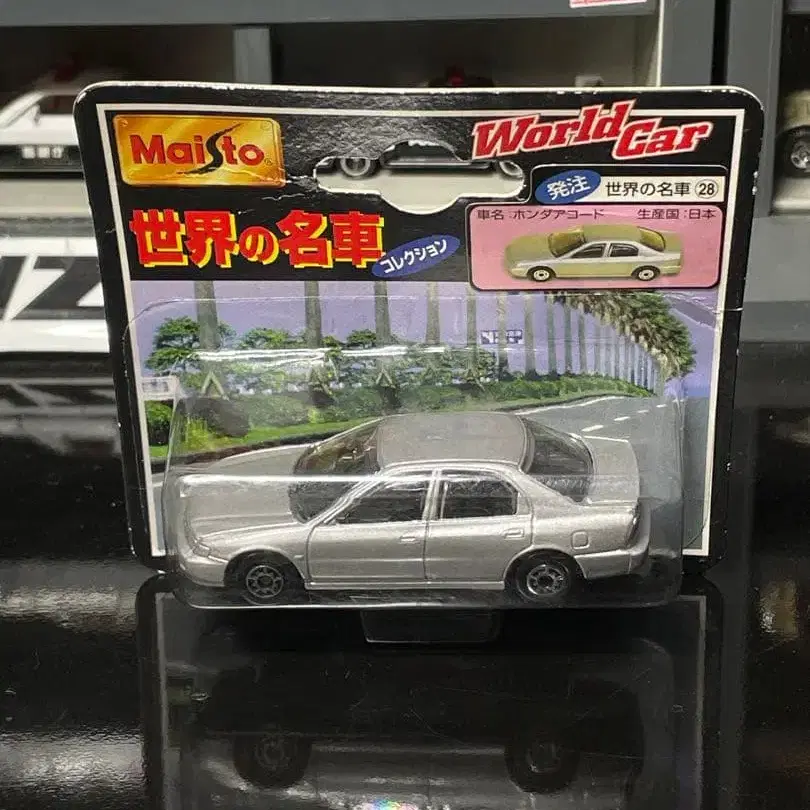 Maisto
World Car
発注 世界の名車 28
世界の名車
コレクション
車名:ホンダアコード 生産国:日本